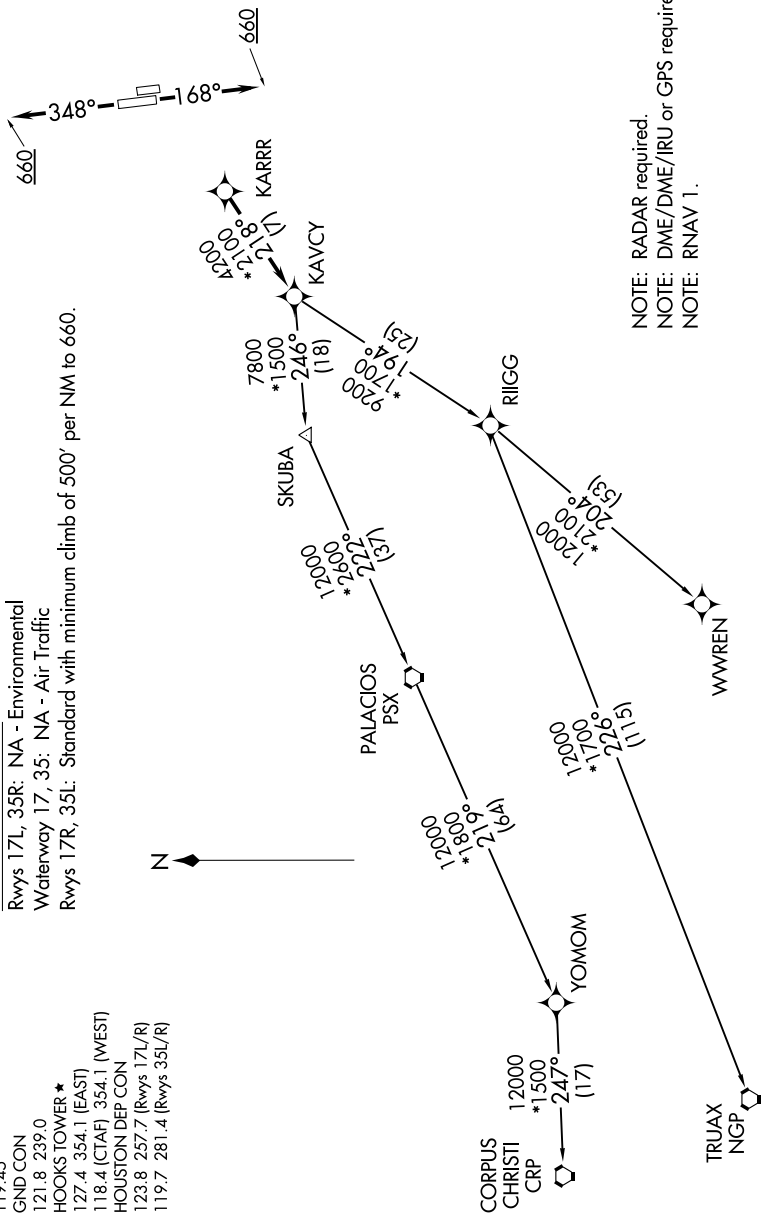 119.45
GND CON
121.8 239.0
HOOKS TOWER ★
127.4 354.1 (EAST)
118.4 (CTAF) 354.1 (WEST)
HOUSTON DEP CON
123.8 257.7 (Rwys 17L/R)
119.7 281.4 (Rwys 35L/R)
Rwys 17L, 35R: NA - Environmental
Waterway 17, 35: NA - Air Traffic
Rwys 17R, 35L: Standard with minimum climb of 500' per NM to 660.
660
348°
168°
660
KARRR
4200
*2100
218°
(7)
KAVCY
7800
*1500
246°
(18)
SKUBA
9200
*1700
194°
(25)
RIIGG
12000
*2600
222°
(37)
PALACIOS
PSX
12000
*2100
204°
(53)
WWREN
12000
*1800
219°
(64)
12000
*1700
226°
(115)
N
YOMOM
12000
*1500
247°
(17)
CORPUS
CHRISTI
CRP
TRUAX
NGP
NOTE: RADAR required.
NOTE: DME/DME/IRU or GPS require
NOTE: RNAV 1.